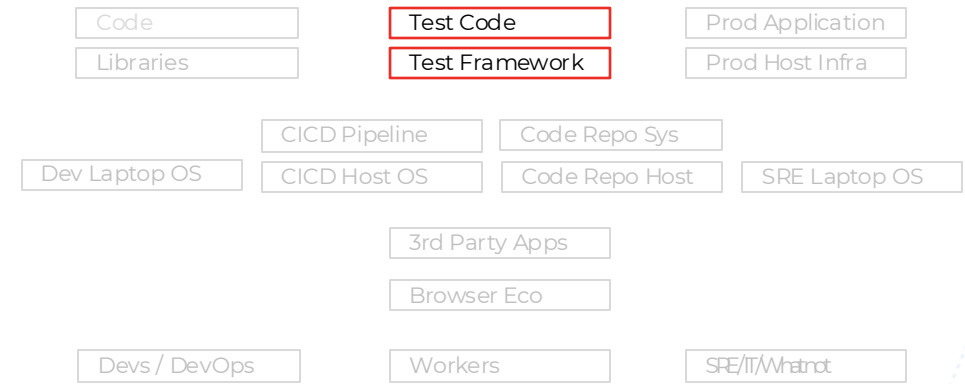 Code
Test Code
Prod Application
Libraries
Test Framework
Prod Host Infra
CICD Pipeline
Code Repo Sys
Dev Laptop OS
CICD Host OS
Code Repo Host
SRE Laptop OS
3rd Party Apps
Browser Eco
Devs / DevOps
Workers
SRE/IT/Whatnot